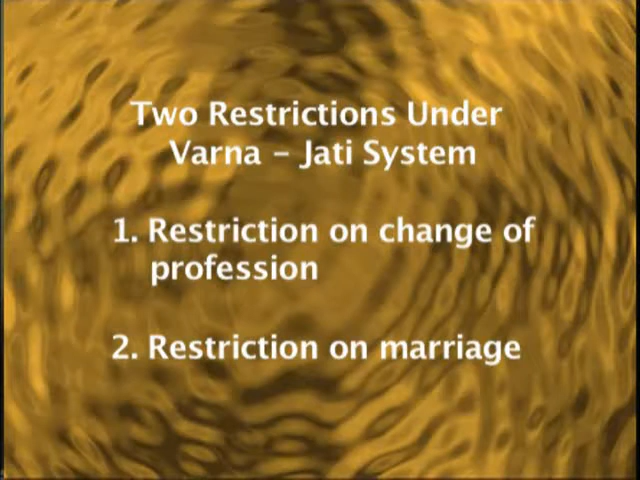 Two Restrictions Under
Varna – Jati System
1. Restriction on change of
profession
2. Restriction on marriage